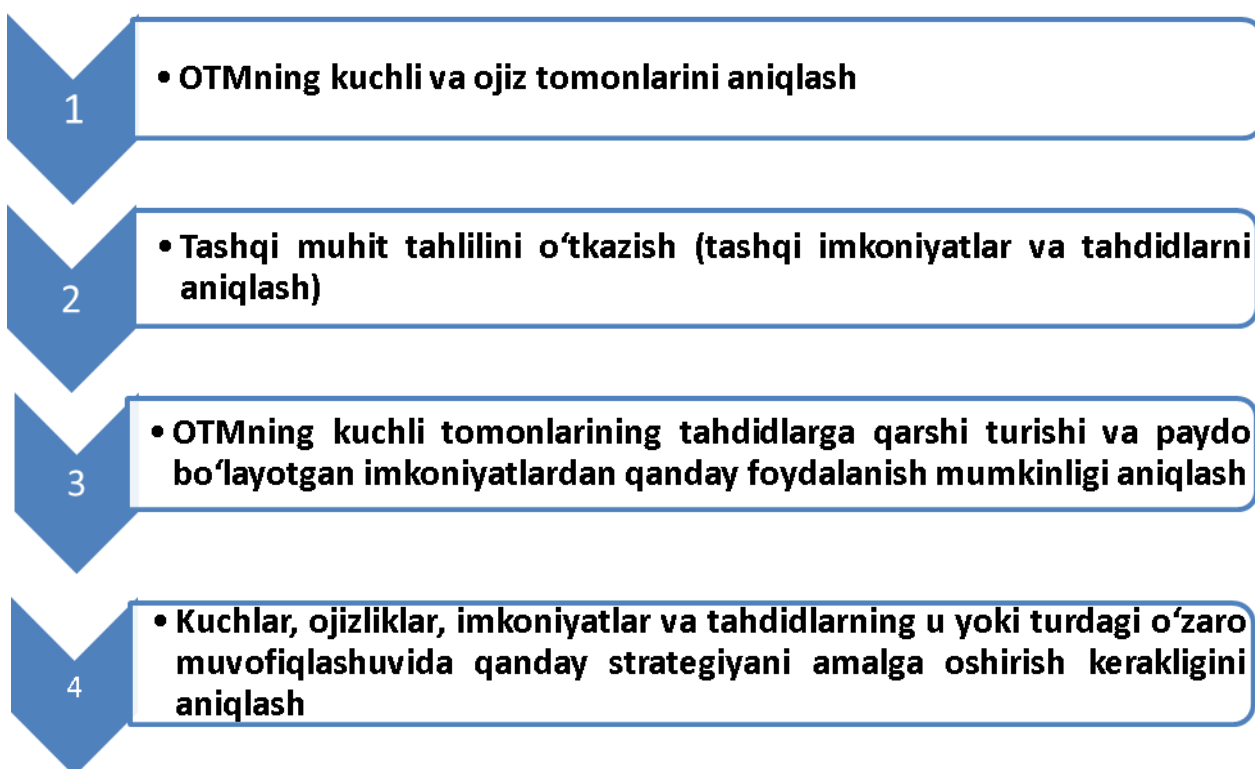 1
• OTMning kuchli va ojiz tomonlarini aniqlash
2
• Tashqi muhit tahlilini o‘tkazish (tashqi imkoniyatlar va tahdidlarni
aniqlash)
3
• OTMning kuchli tomonlarining tahdidlarga qarshi turishi va paydo
bo‘layotgan imkoniyatlardan qanday foydalanish mumkinligi aniqlash
4
• Kuchlar, ojizliklar, imkoniyatlar va tahdidlarning u yoki turdagi o‘zaro
muvofiqlashuvida qanday strategiyani amalga oshirish kerakligini
aniqlash